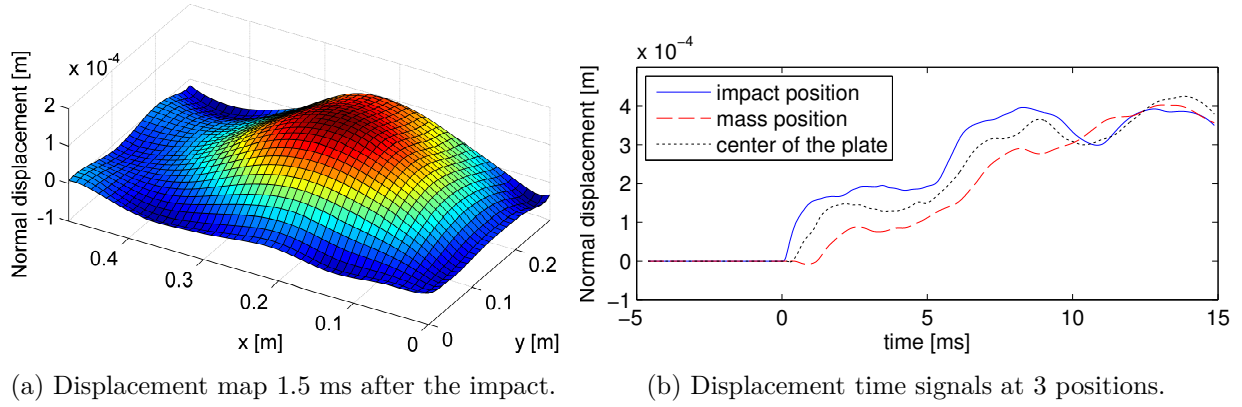 x 10⁻⁴
Normal displacement [m]
2
1
0
-1
0.4
0.3
0.2
0.1
0
x [m]
0
0.1
0.2
y [m]
(a) Displacement map 1.5 ms after the impact.
x 10⁻⁴
Normal displacement [m]
4
2
0
−1
impact position
mass position
center of the plate
−5
0
5
10
15
time [ms]
(b) Displacement time signals at 3 positions.